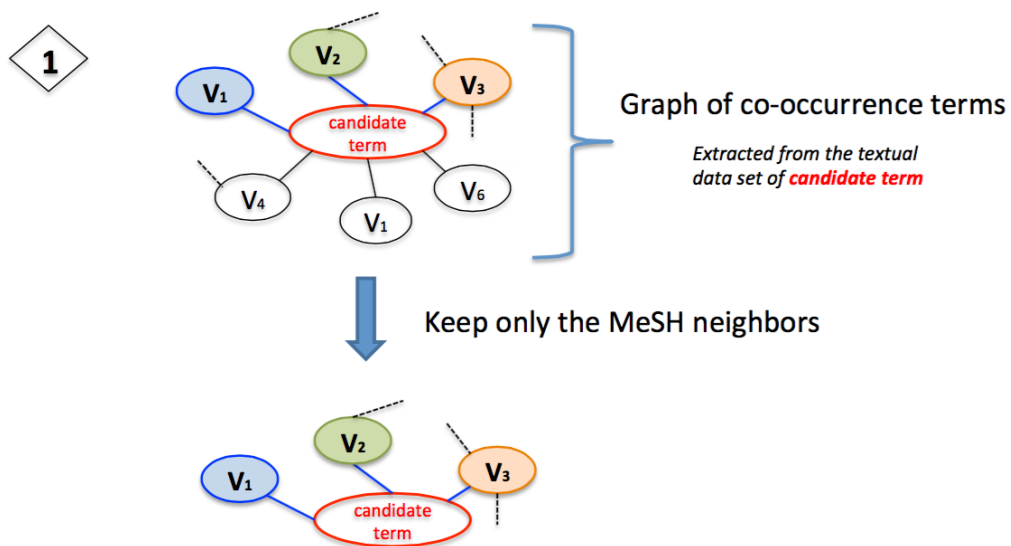 1
V2
V1
V3
candidate
term
Graph of co-occurrence terms
Extracted from the textual
data set of candidate term
V4
V1
V6
Keep only the MeSH neighbors
V2
V1
V3
candidate
term